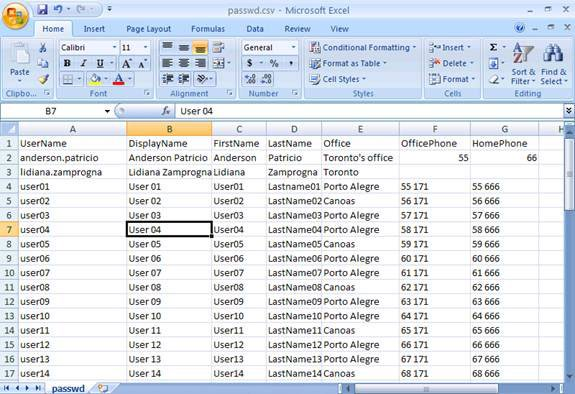 passwd.csv - Microsoft Excel
Home Insert Page Layout Formulas Data Review View
Paste Calibri 11 General Conditional Formatting Insert Sort & Filter Find & Select
Format as Table Delete
Cell Styles Format
Clipbo... Font Alignment Number Styles Cells Editing
B7 fx User 04
A B C D E F G H
1 UserName DisplayName FirstName LastName Office OfficePhone HomePhone
2 anderson.patricio Anderson Patricio Anderson Patricio Toronto's office 55 66
3 lidiana.zamprogna Lidiana Zamprogna Lidiana Zamprogna Toronto
4 user01 User 01 User01 Lastname01 Porto Alegre 55 171 55 666
5 user02 User 02 User02 LastName02 Canoas 56 171 56 666
6 user03 User 03 User03 LastName03 Porto Alegre 57 171 57 666
7 user04 User 04 User04 LastName04 Porto Alegre 58 171 58 666
8 user05 User 05 User05 LastName05 Canoas 59 171 59 666
9 user06 User 06 User06 LastName06 Porto Alegre 60 171 60 666
10 user07 User 07 User07 LastName07 Porto Alegre 61 171 61 666
11 user08 User 08 User08 LastName08 Canoas 62 171 62 666
12 user09 User 09 User09 LastName09 Porto Alegre 63 171 63 666
13 user10 User 10 User10 LastName10 Porto Alegre 64 171 64 666
14 user11 User 11 User11 LastName11 Canoas 65 171 65 666
15 user12 User 12 User12 LastName12 Porto Alegre 66 171 66 666
16 user13 User 13 User13 LastName13 Porto Alegre 67 171 67 666
17 user14 User 14 User14 LastName14 Canoas 68 171 68 666
passwd